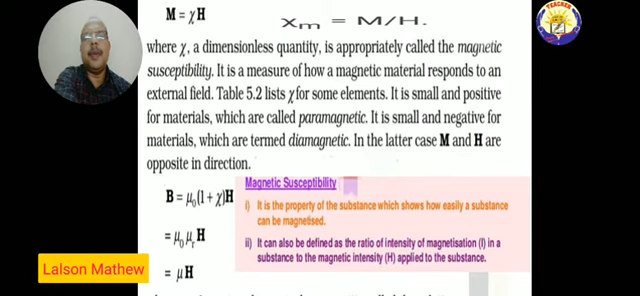 M = χH
χm = M/H.
TEACHER
where χ, a dimensionless quantity, is appropriately called the magnetic
susceptibility. It is a measure of how a magnetic material responds to an
external field. Table 5.2 lists χ for some elements. It is small and positive
for materials, which are called paramagnetic. It is small and negative for
materials, which are termed diamagnetic. In the latter case M and H are
opposite in direction.
B = μ₀(1 + χ)H
= μ₀ μᵣ H
= μH
Magnetic Susceptibility
i) It is the property of the substance which shows how easily a substance
can be magnetised.
ii) It can also be defined as the ratio of intensity of magnetisation (I) in a
substance to the magnetic intensity (H) applied to the substance.
Lalson Mathew